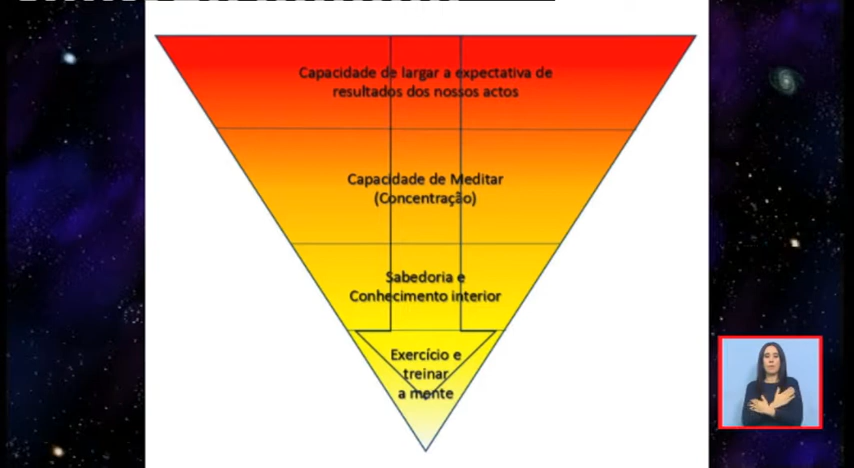 Capacidade de largar a expectativa de
resultados dos nossos actos
Capacidade de Meditar
(Concentração)
Sabedoria e
Conhecimento interior
Exercício e
treinar
a mente